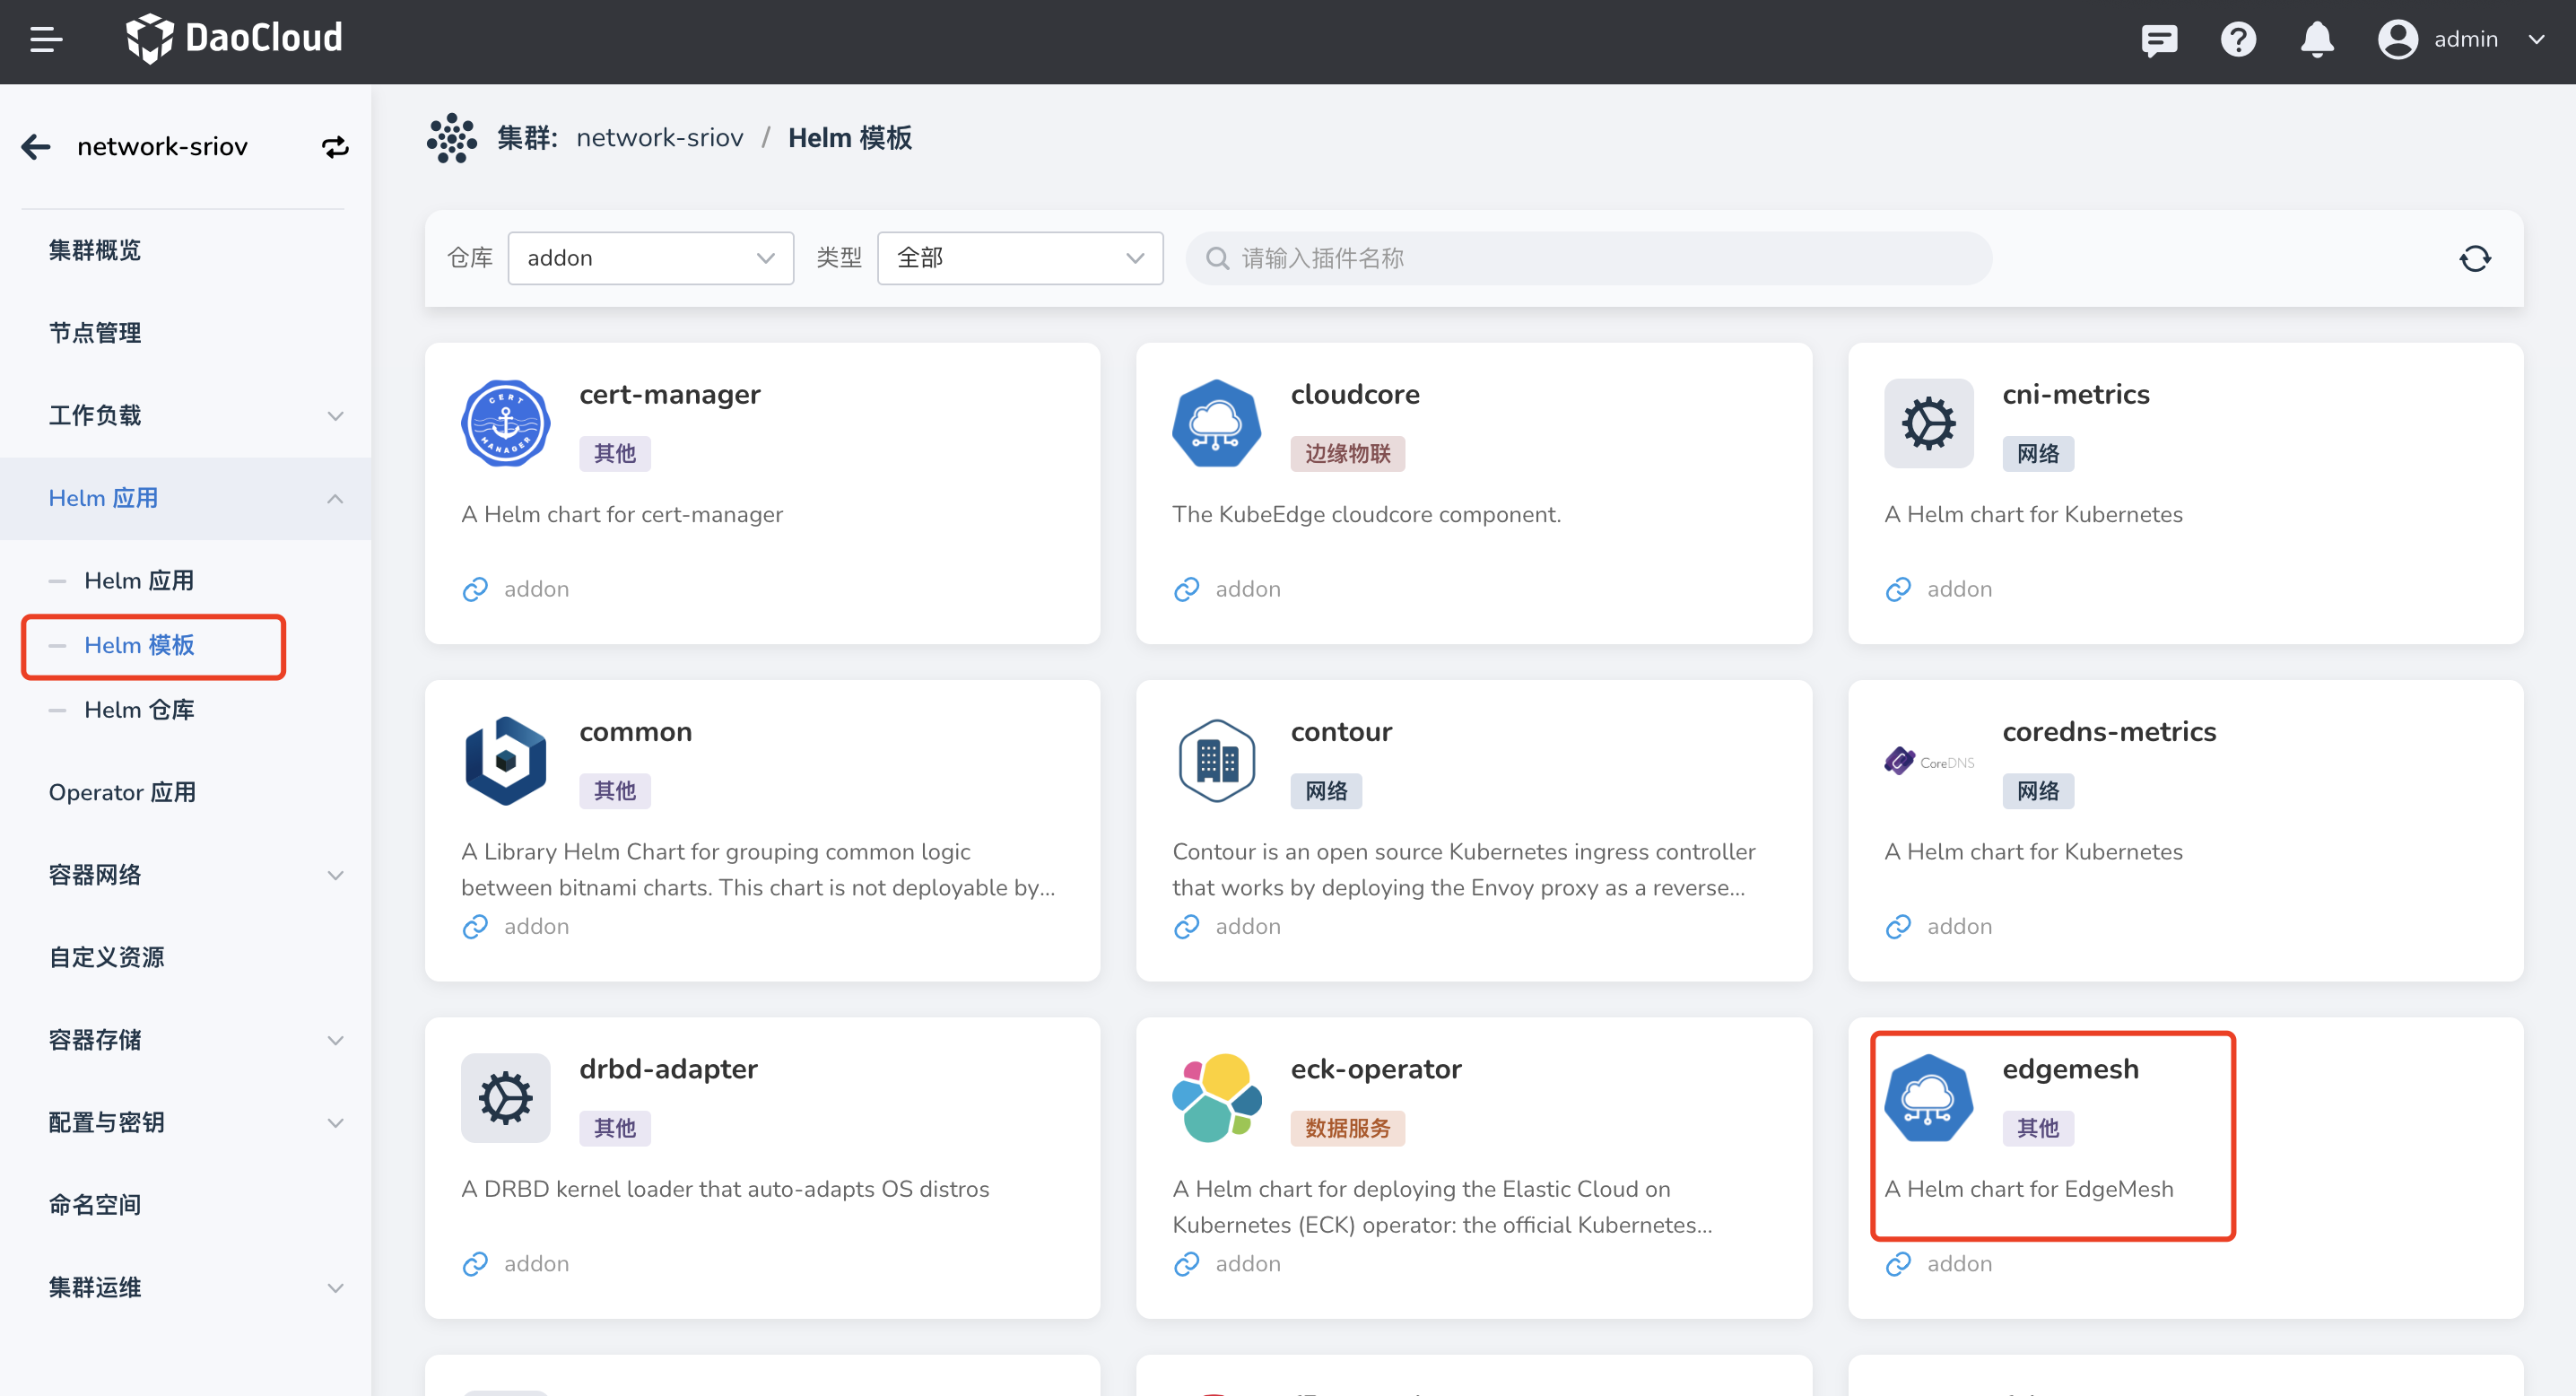 DaoCloud
admin
network-sriov
集群概览
节点管理
工作负载
Helm 应用
Helm 应用
Helm 模板
Helm 仓库
Operator 应用
容器网络
自定义资源
容器存储
配置与密钥
命名空间
集群运维
集群: network-sriov / Helm 模板
仓库 addon 类型 全部 请输入插件名称
CERT MANAGER
cert-manager
其他
A Helm chart for cert-manager
addon
cloudcore
边缘物联
The KubeEdge cloudcore component.
addon
cni-metrics
网络
A Helm chart for Kubernetes
addon
common
其他
A Library Helm Chart for grouping common logic
between bitnami charts. This chart is not deployable by...
addon
contour
网络
Contour is an open source Kubernetes ingress controller
that works by deploying the Envoy proxy as a reverse...
addon
CoreDNS
coredns-metrics
网络
A Helm chart for Kubernetes
addon
drbd-adapter
其他
A DRBD kernel loader that auto-adapts OS distros
addon
eck-operator
数据服务
A Helm chart for deploying the Elastic Cloud on
Kubernetes (ECK) operator: the official Kubernetes...
addon
edgemesh
其他
A Helm chart for EdgeMesh
addon